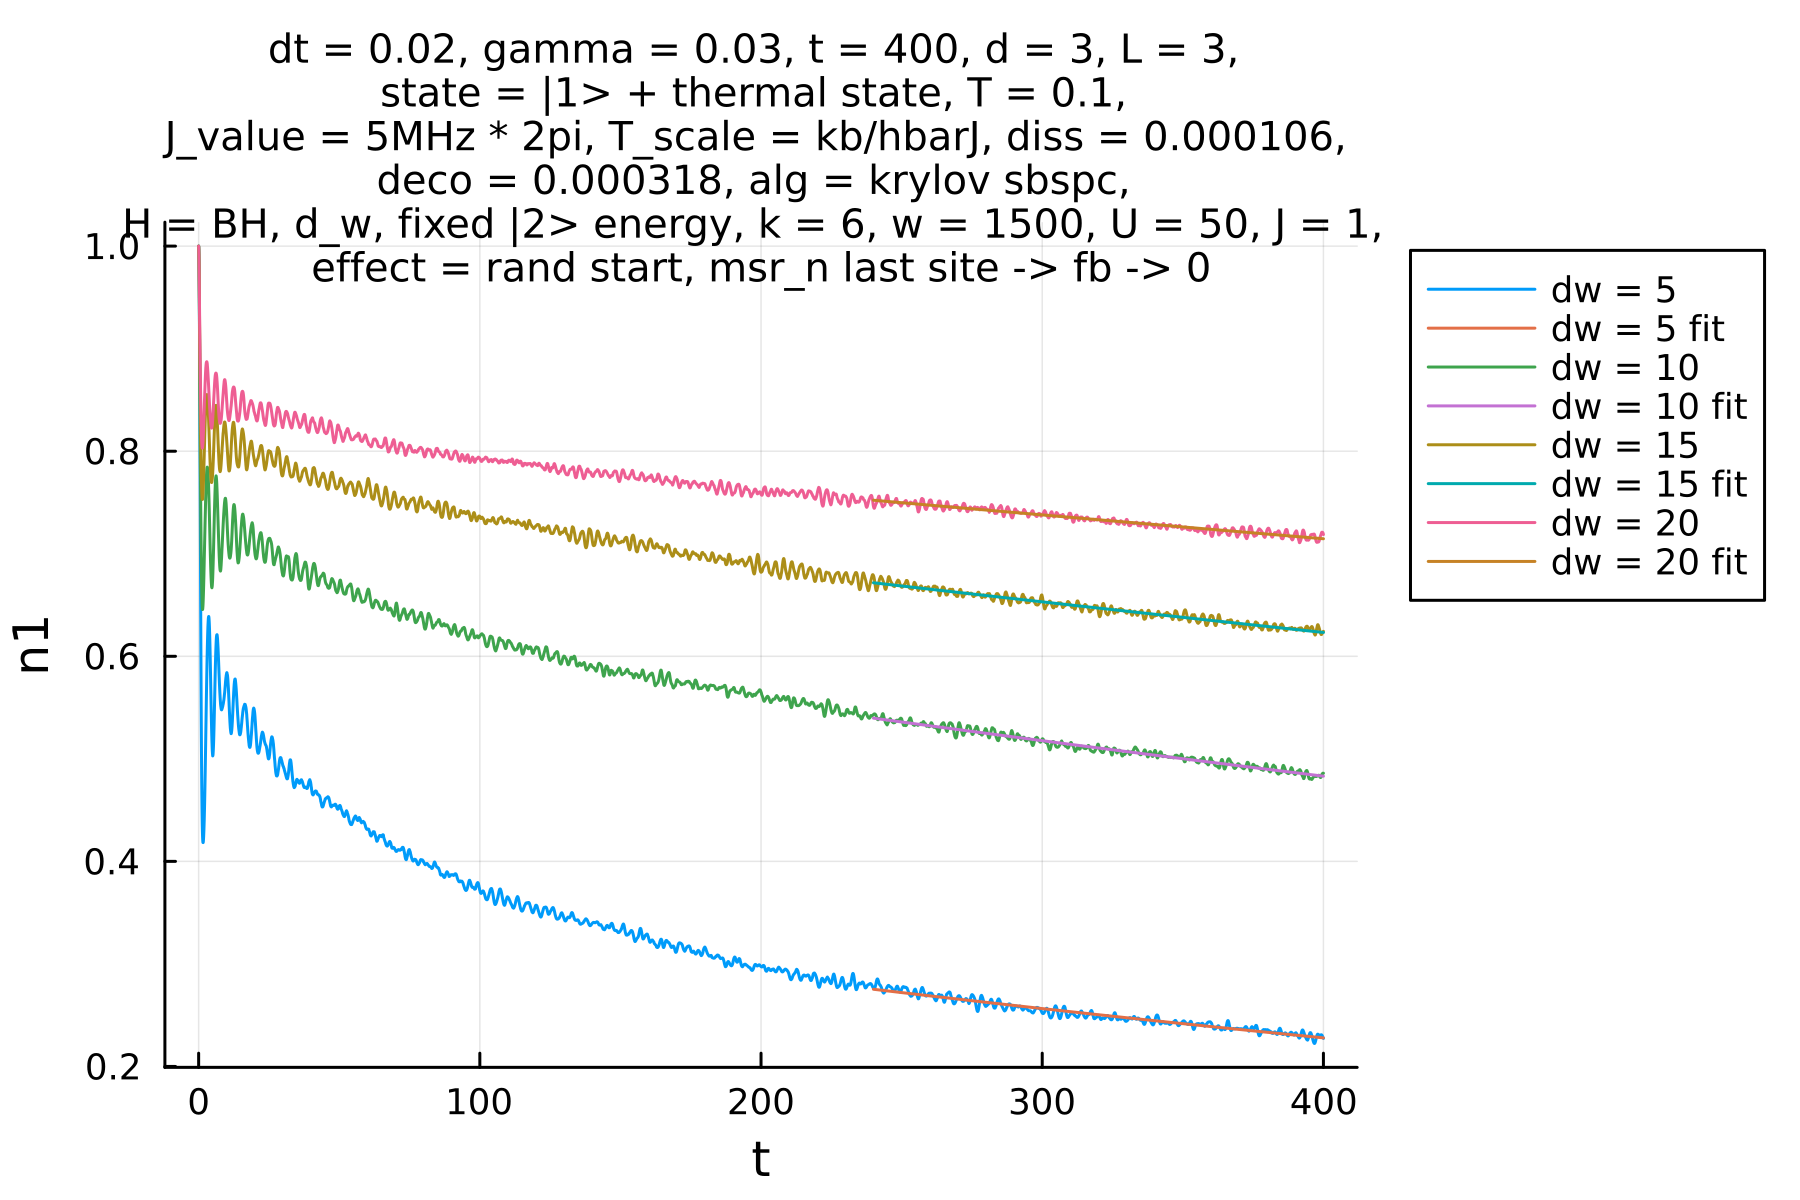 dt = 0.02, gamma = 0.03, t = 400, d = 3, L = 3,
state = |1> + thermal state, T = 0.1,
J_value = 5MHz * 2pi, T_scale = kb/hbarJ, diss = 0.000106,
deco = 0.000318, alg = krylov sbspc,
H = BH, d_w, fixed |2> energy, k = 6, w = 1500, U = 50, J = 1,
effect = rand start, msr_n last site -> fb -> 0
1.0
0.8
0.6
0.4
0.2
n1
0 100 200 300 400
t
dw = 5
dw = 5 fit
dw = 10
dw = 10 fit
dw = 15
dw = 15 fit
dw = 20
dw = 20 fit